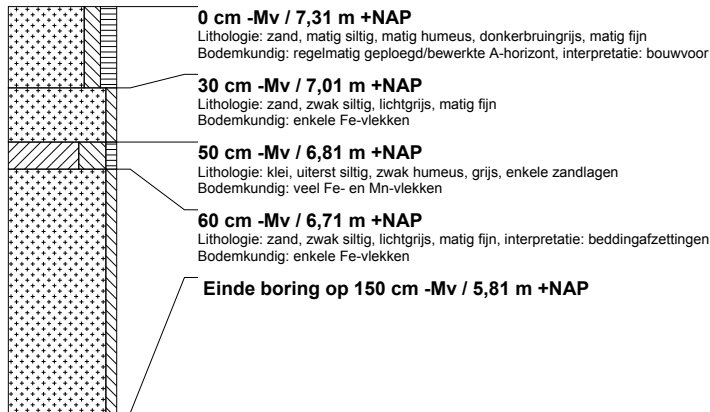 0 cm -Mv / 7,31 m +NAP
Lithologie: zand, matig siltig, matig humeus, donkerbruingrijs, matig fijn
Bodemkundig: regelmatig geploegd/bewerkte A-horizont, interpretatie: bouwvoor
30 cm -Mv / 7,01 m +NAP
Lithologie: zand, zwak siltig, lichtgrijs, matig fijn
Bodemkundig: enkele Fe-vlekken
50 cm -Mv / 6,81 m +NAP
Lithologie: klei, uiterst siltig, zwak humeus, grijs, enkele zandlagen
Bodemkundig: veel Fe- en Mn-vlekken
60 cm -Mv / 6,71 m +NAP
Lithologie: zand, zwak siltig, lichtgrijs, matig fijn, interpretatie: beddingafzettingen
Bodemkundig: enkele Fe-vlekken
Einde boring op 150 cm -Mv / 5,81 m +NAP